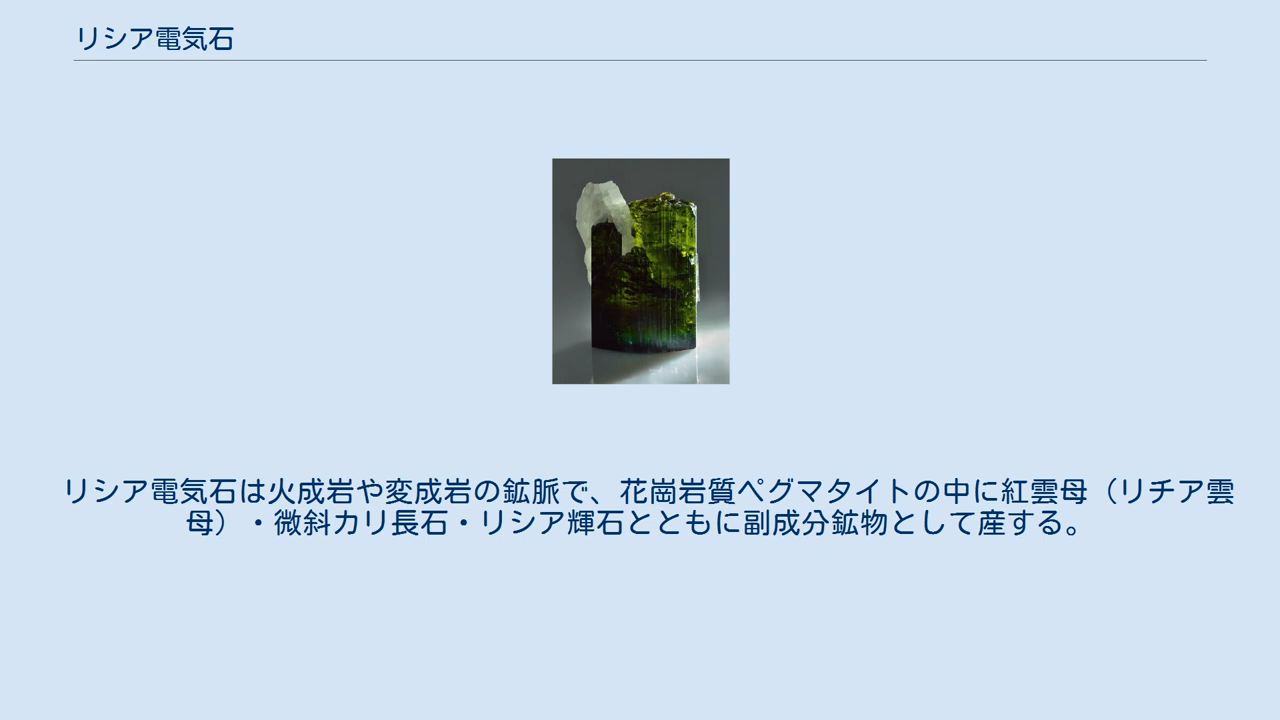 リシア電気石
リシア電気石は火成岩や変成岩の鉱脈で、花崗岩質ペグマタイトの中に紅雲母（リチア雲
母）・微斜カリ長石・リシア輝石とともに副成分鉱物として産する。